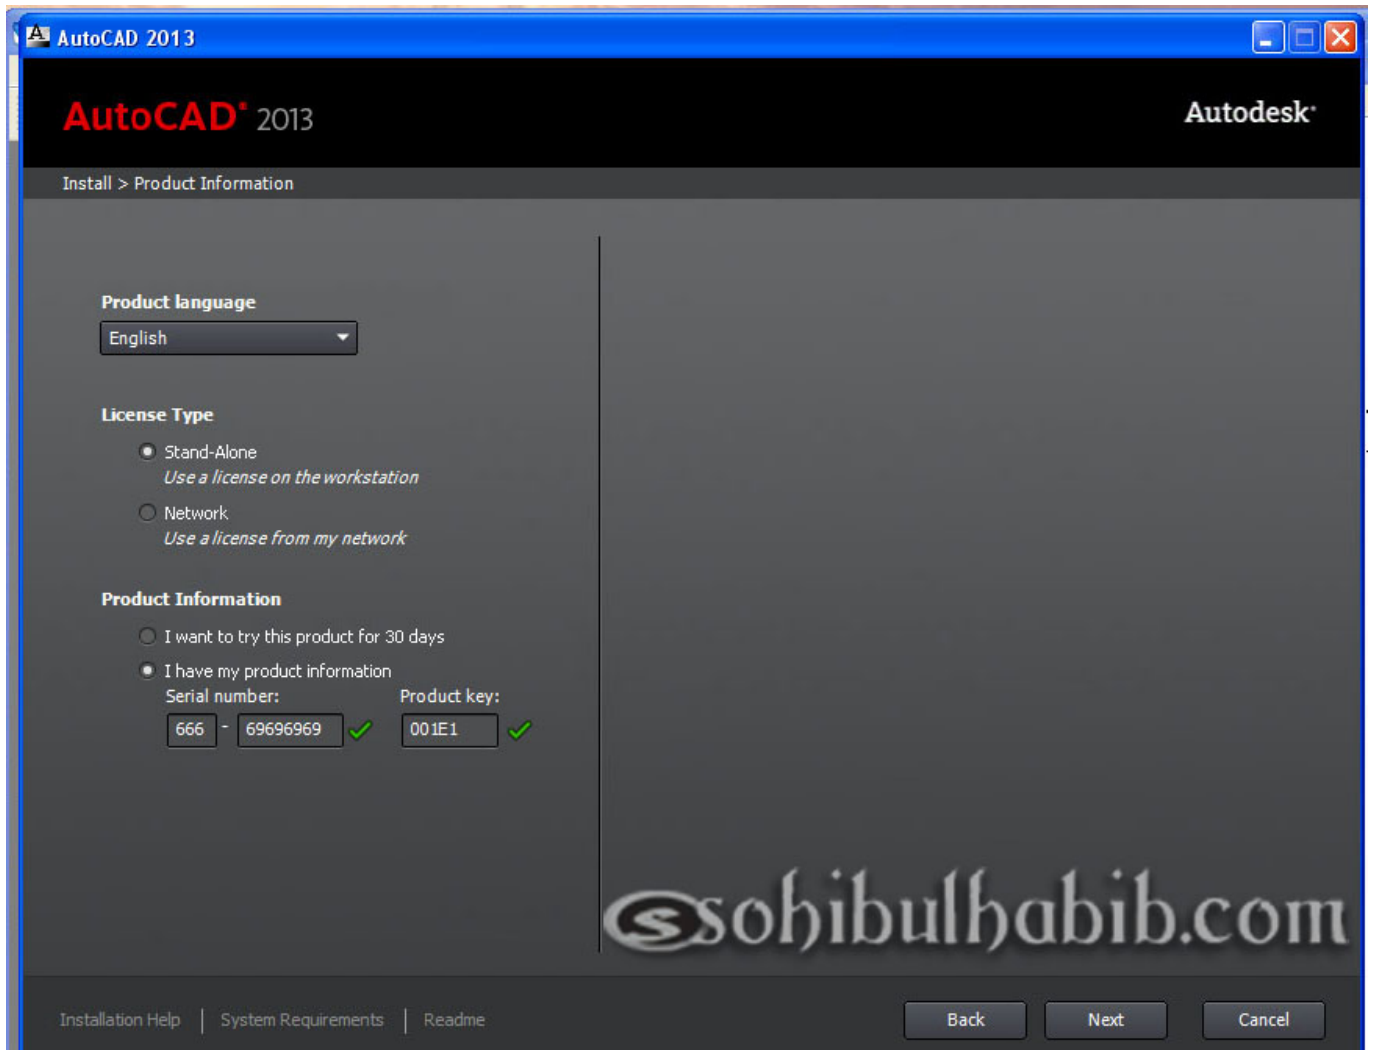 AutoCAD 2013
AutoCAD® 2013
Autodesk®
Install > Product Information
Product language
English
License Type
Stand-Alone
Use a license on the workstation
Network
Use a license from my network
Product Information
I want to try this product for 30 days
I have my product information
Serial number: Product key:
666 - 69696969 001E1
sohibulhabib.com
Installation Help | System Requirements | Readme
Back Next Cancel